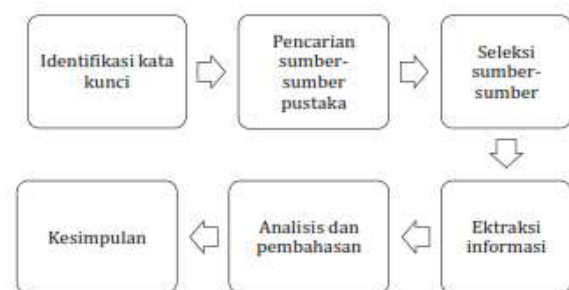 Identifikasi kata
kunci
Pencarian
sumber-
sumber
pustaka
Seleksi
sumber-
sumber
Ektraksi
informasi
Analisis dan
pembahasan
Kesimpulan